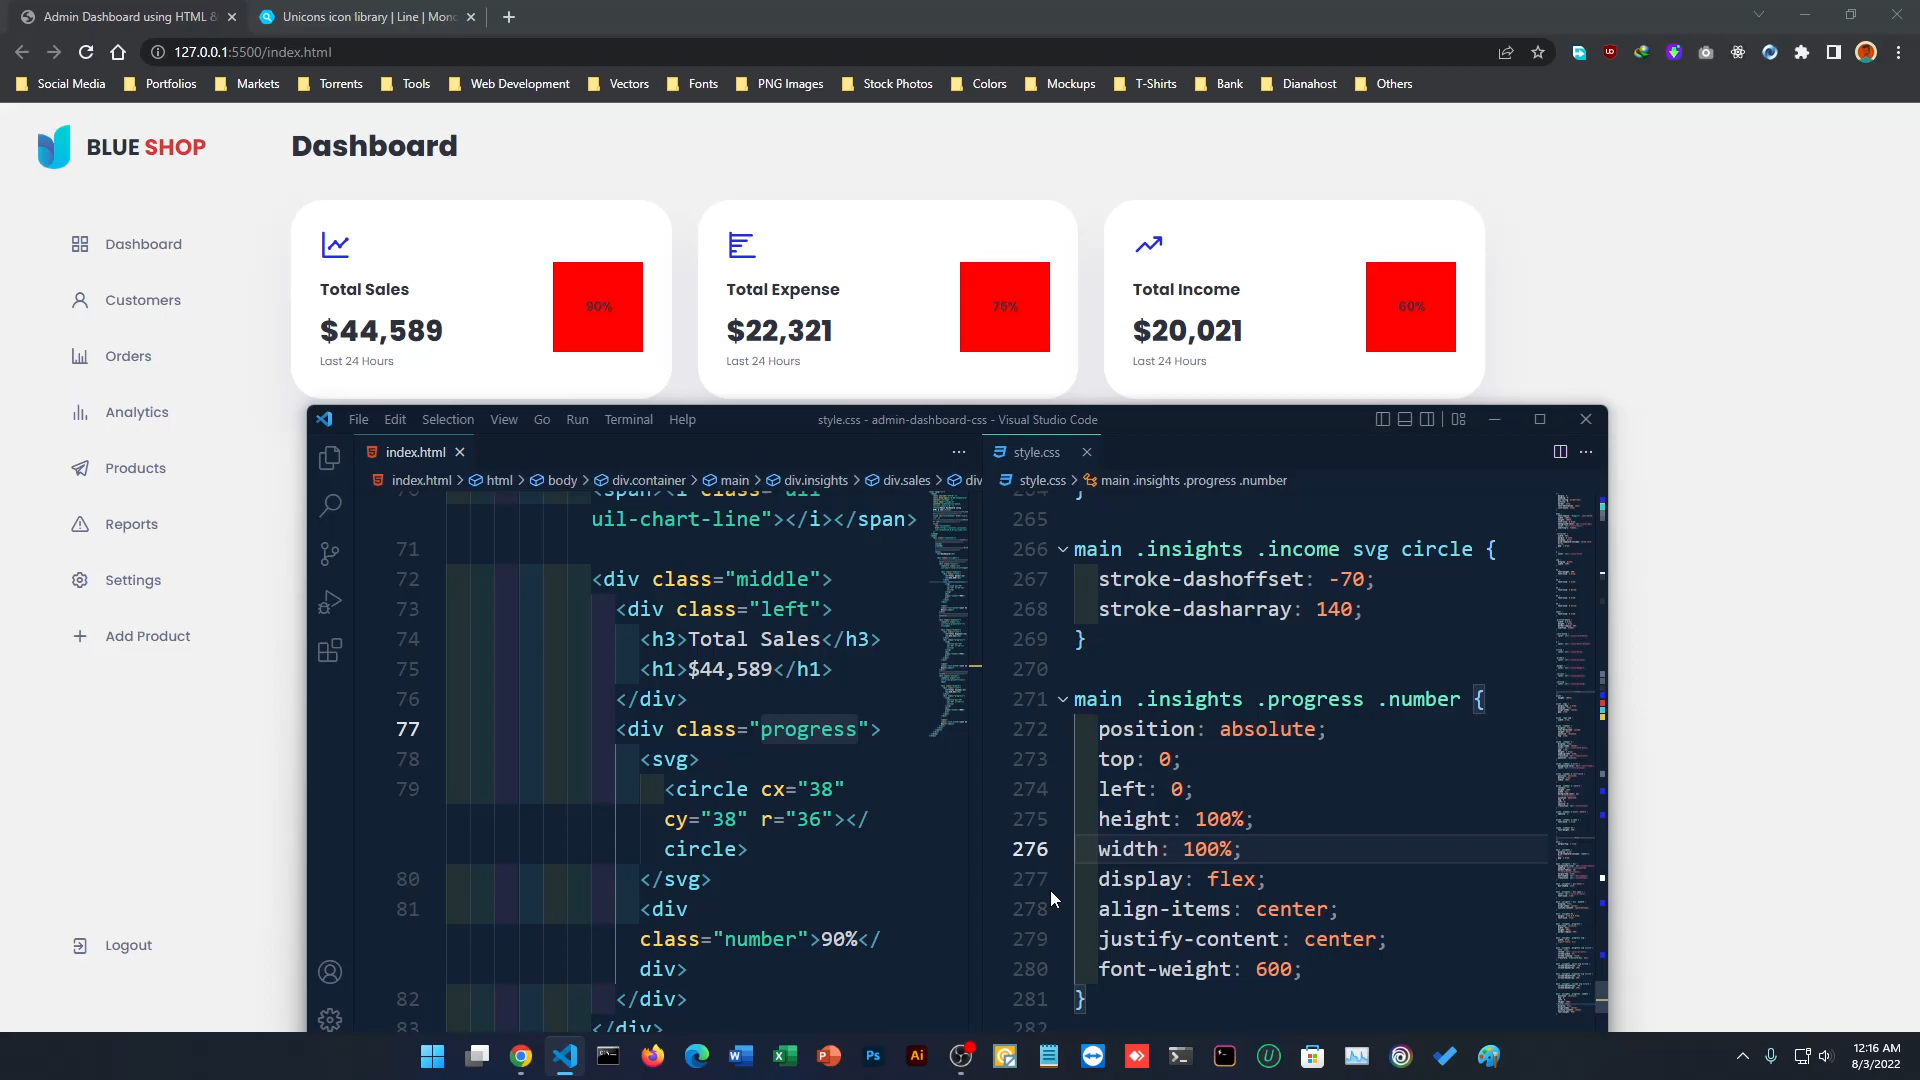 Admin Dashboard using HTML &
Unicons icon library | Line | Mono
127.0.0.1:5500/index.html
Social Media
Portfolios
Markets
Torrents
Tools
Web Development
Vectors
Fonts
PNG Images
Stock Photos
Colors
Mockups
T-Shirts
Bank
Dianahost
Others
BLUE SHOP
Dashboard
Dashboard
Customers
Orders
Analytics
Products
Reports
Settings
Add Product
Logout
Total Sales
$44,589
Last 24 Hours
90%
Total Expense
$22,321
Last 24 Hours
75%
Total Income
$20,021
Last 24 Hours
60%
File Edit Selection View Go Run Terminal Help
style.css - admin-dashboard-css - Visual Studio Code
index.html
index.html > html > body > div.container > main > div.insights > div.sales > div
uil-chart-line"></i></span>
71
72 <div class="middle">
73 <div class="left">
74 <h3>Total Sales</h3>
75 <h1>$44,589</h1>
76 </div>
77 <div class="progress">
78 <svg>
79 <circle cx="38"
cy="38" r="36"></
circle>
80 </svg>
81 <div
class="number">90%</
div>
82 </div>
83 </div>
style.css
style.css > main .insights .progress .number
265
266 main .insights .income svg circle {
267 stroke-dashoffset: -70;
268 stroke-dasharray: 140;
269 }
270
271 main .insights .progress .number {
272 position: absolute;
273 top: 0;
274 left: 0;
275 height: 100%;
276 width: 100%;
277 display: flex;
278 align-items: center;
279 justify-content: center;
280 font-weight: 600;
281 }
282
12:16 AM
8/3/2022